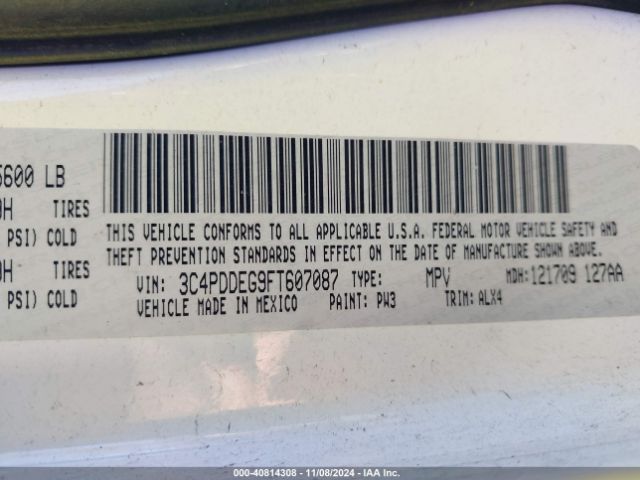 5600 LB
0H TIRES
PSI) COLD
0H TIRES
PSI) COLD
THIS VEHICLE CONFORMS TO ALL APPLICABLE U.S.A. FEDERAL MOTOR VEHICLE SAFETY AND
THEFT PREVENTION STANDARDS IN EFFECT ON THE DATE OF MANUFACTURE SHOWN ABOVE.
VIN: 3C4PDDEG9FT607087 TYPE: MPV MDH:121709 127AA
VEHICLE MADE IN MEXICO PAINT: PW3 TRIM:ALX4
000-40814308 - 11/08/2024 - IAA Inc.